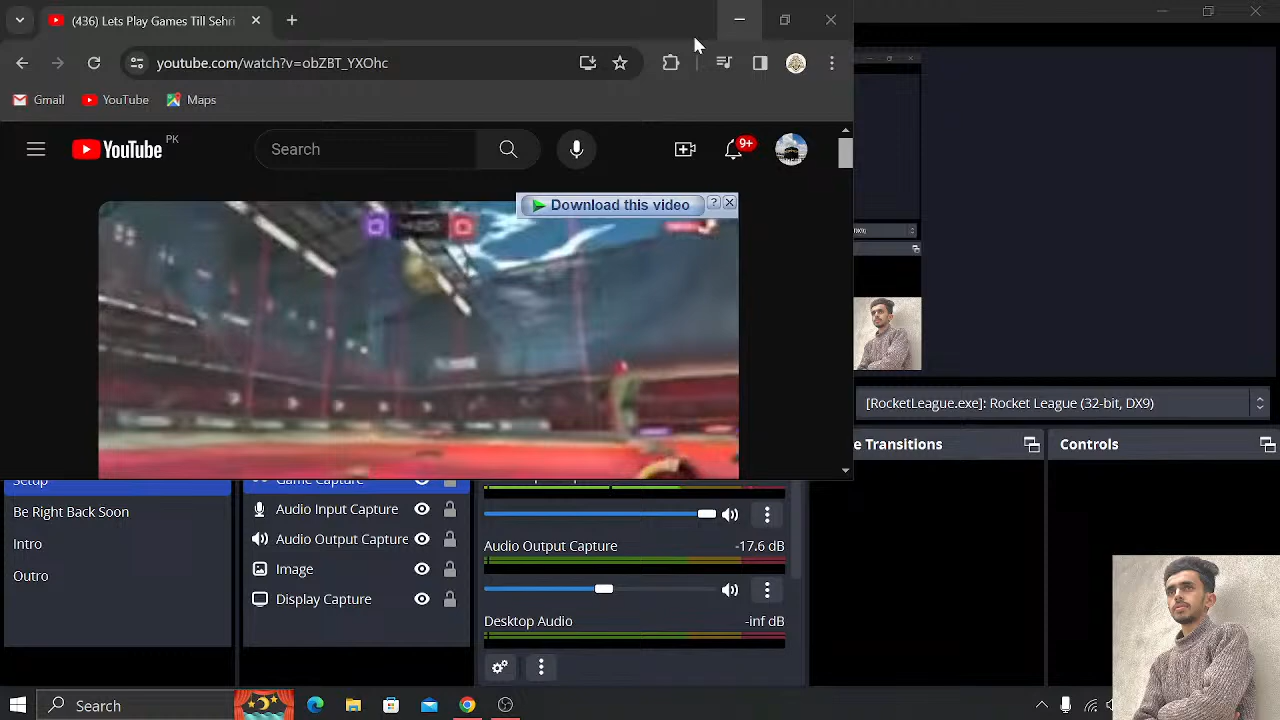 (436) Lets Play Games Till Sehri
youtube.com/watch?v=obZBT_YXOhc
Gmail
YouTube
Maps
YouTube PK
Search
9+
Download this video
?
[RocketLeague.exe]: Rocket League (32-bit, DX9)
e Transitions
Controls
Setup
Game Capture
Be Right Back Soon
Audio Input Capture
Intro
Audio Output Capture
Outro
Image
Display Capture
Audio Output Capture
-17.6 dB
Desktop Audio
-inf dB
Search